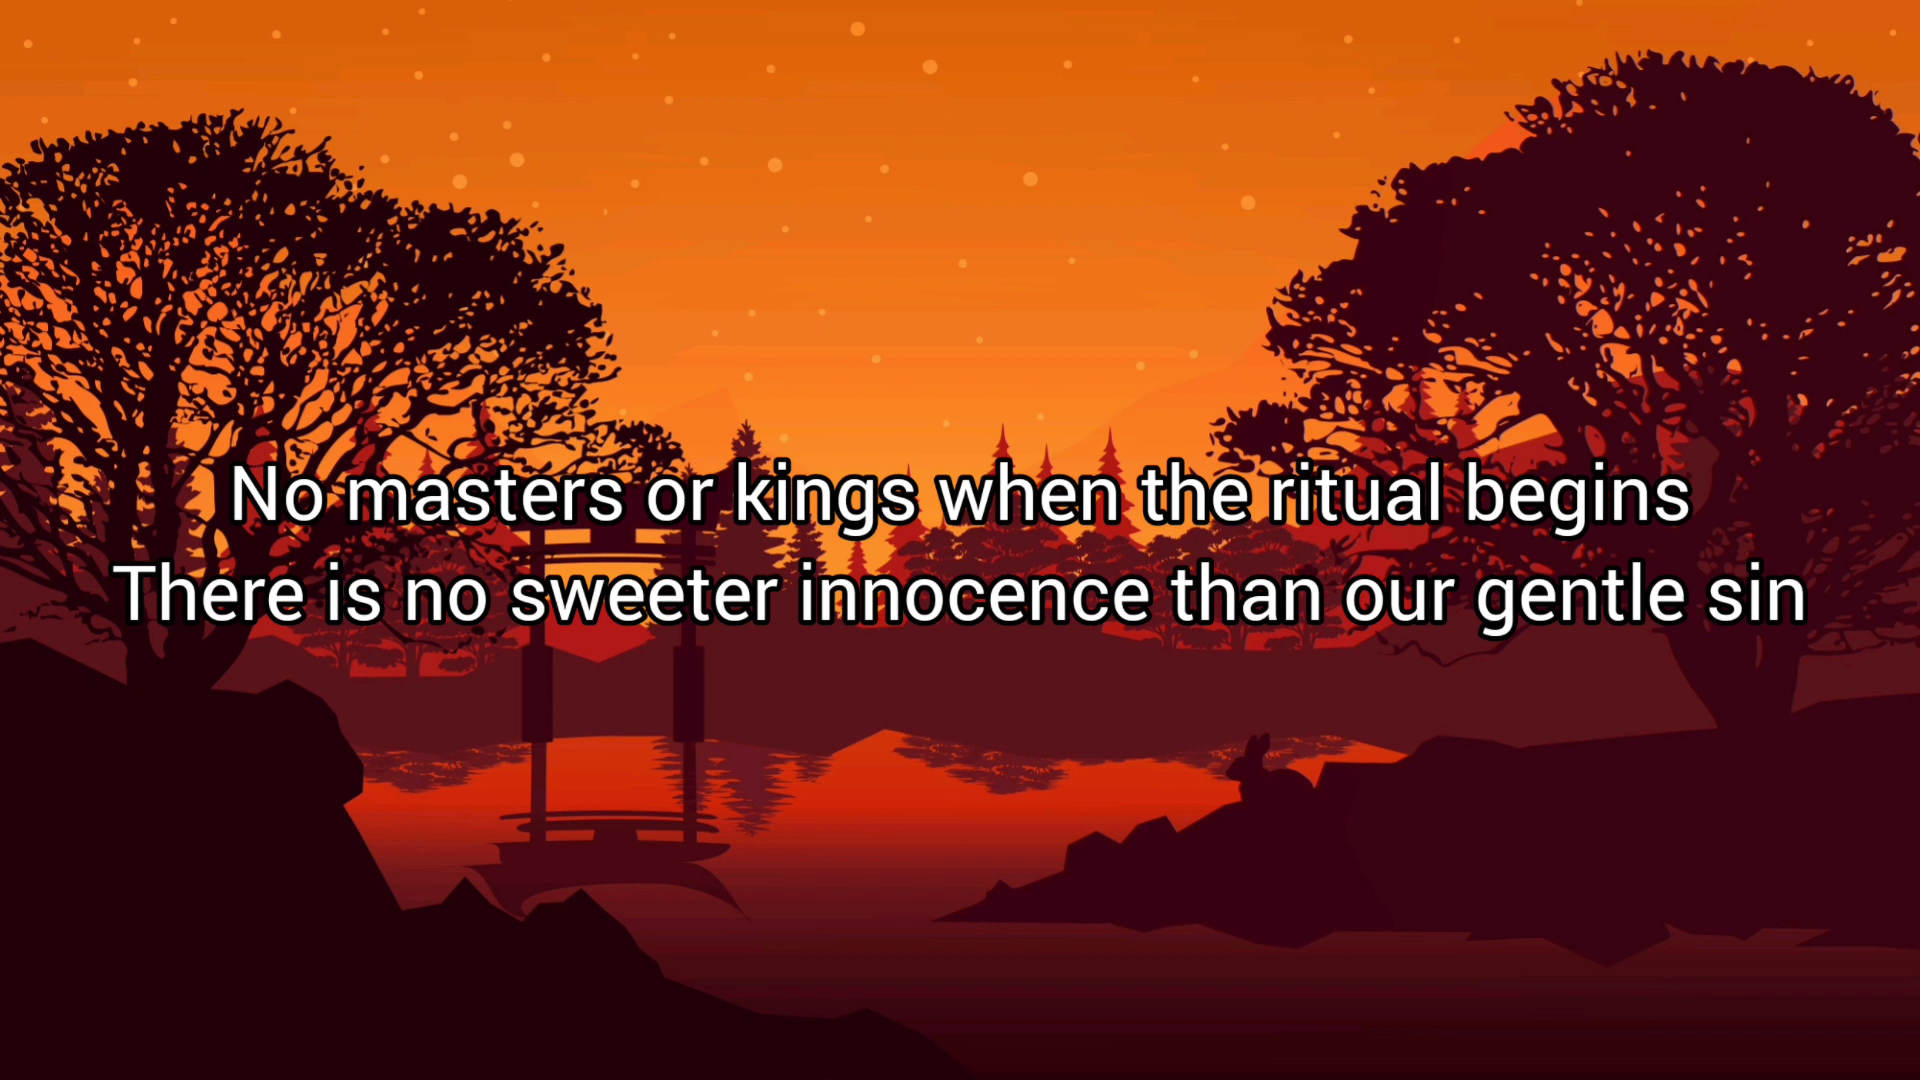 No masters or kings when the ritual begins
There is no sweeter innocence than our gentle sin